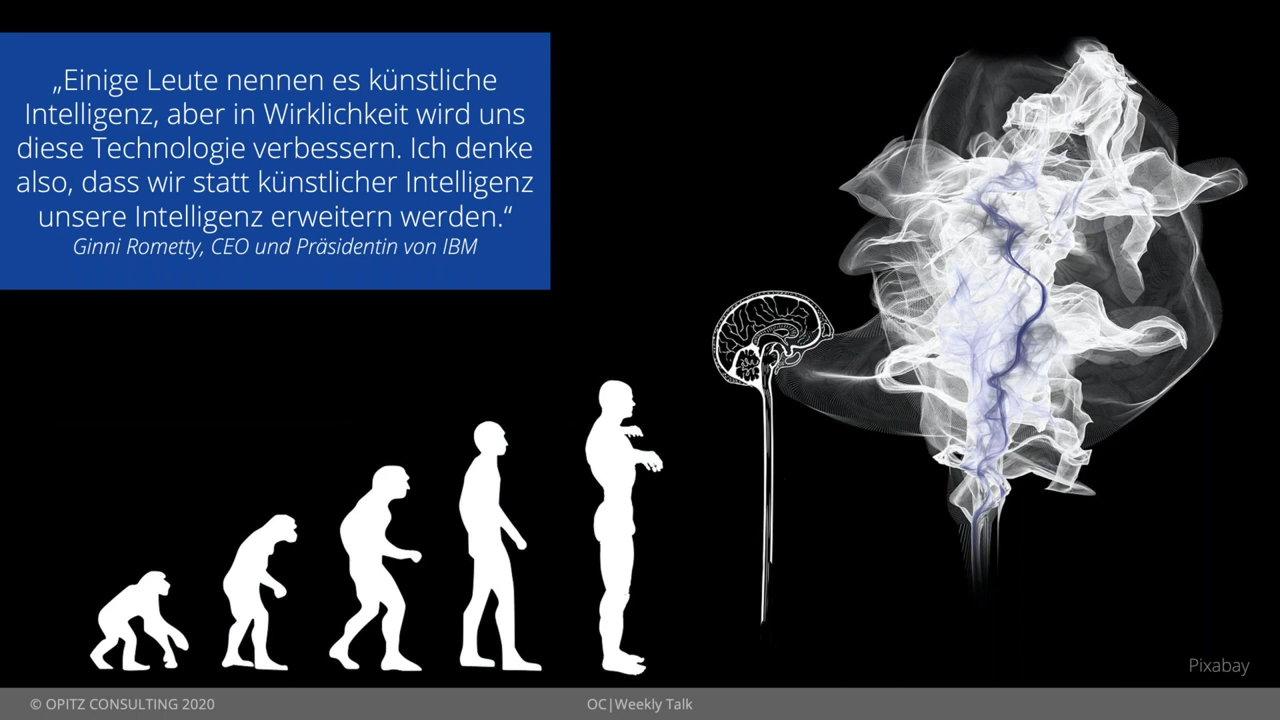 „Einige Leute nennen es künstliche
Intelligenz, aber in Wirklichkeit wird uns
diese Technologie verbessern. Ich denke
also, dass wir statt künstlicher Intelligenz
unsere Intelligenz erweitern werden.“
Ginni Rometty, CEO und Präsidentin von IBM
Pixabay
© OPITZ CONSULTING 2020
OC|Weekly Talk